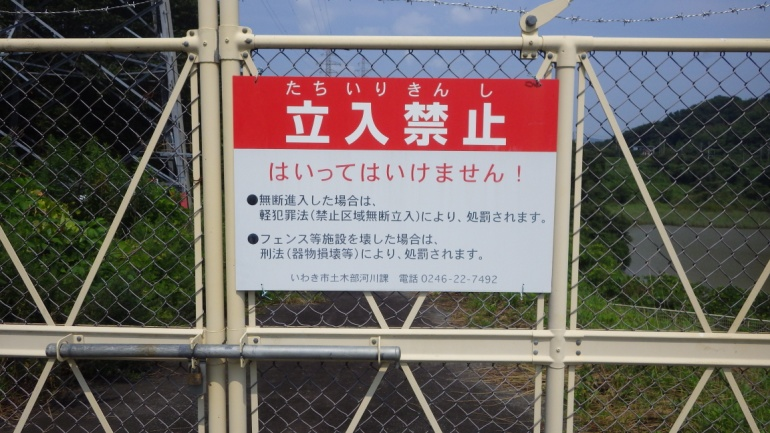 たちいりきんし
立入禁止
はいってはいけません！
●無断進入した場合は、
軽犯罪法(禁止区域無断立入)により、処罰されます。
●フェンス等施設を壊した場合は、
刑法(器物損壊等)により、処罰されます。
いわき市土木部河川課　電話 0246-22-7492